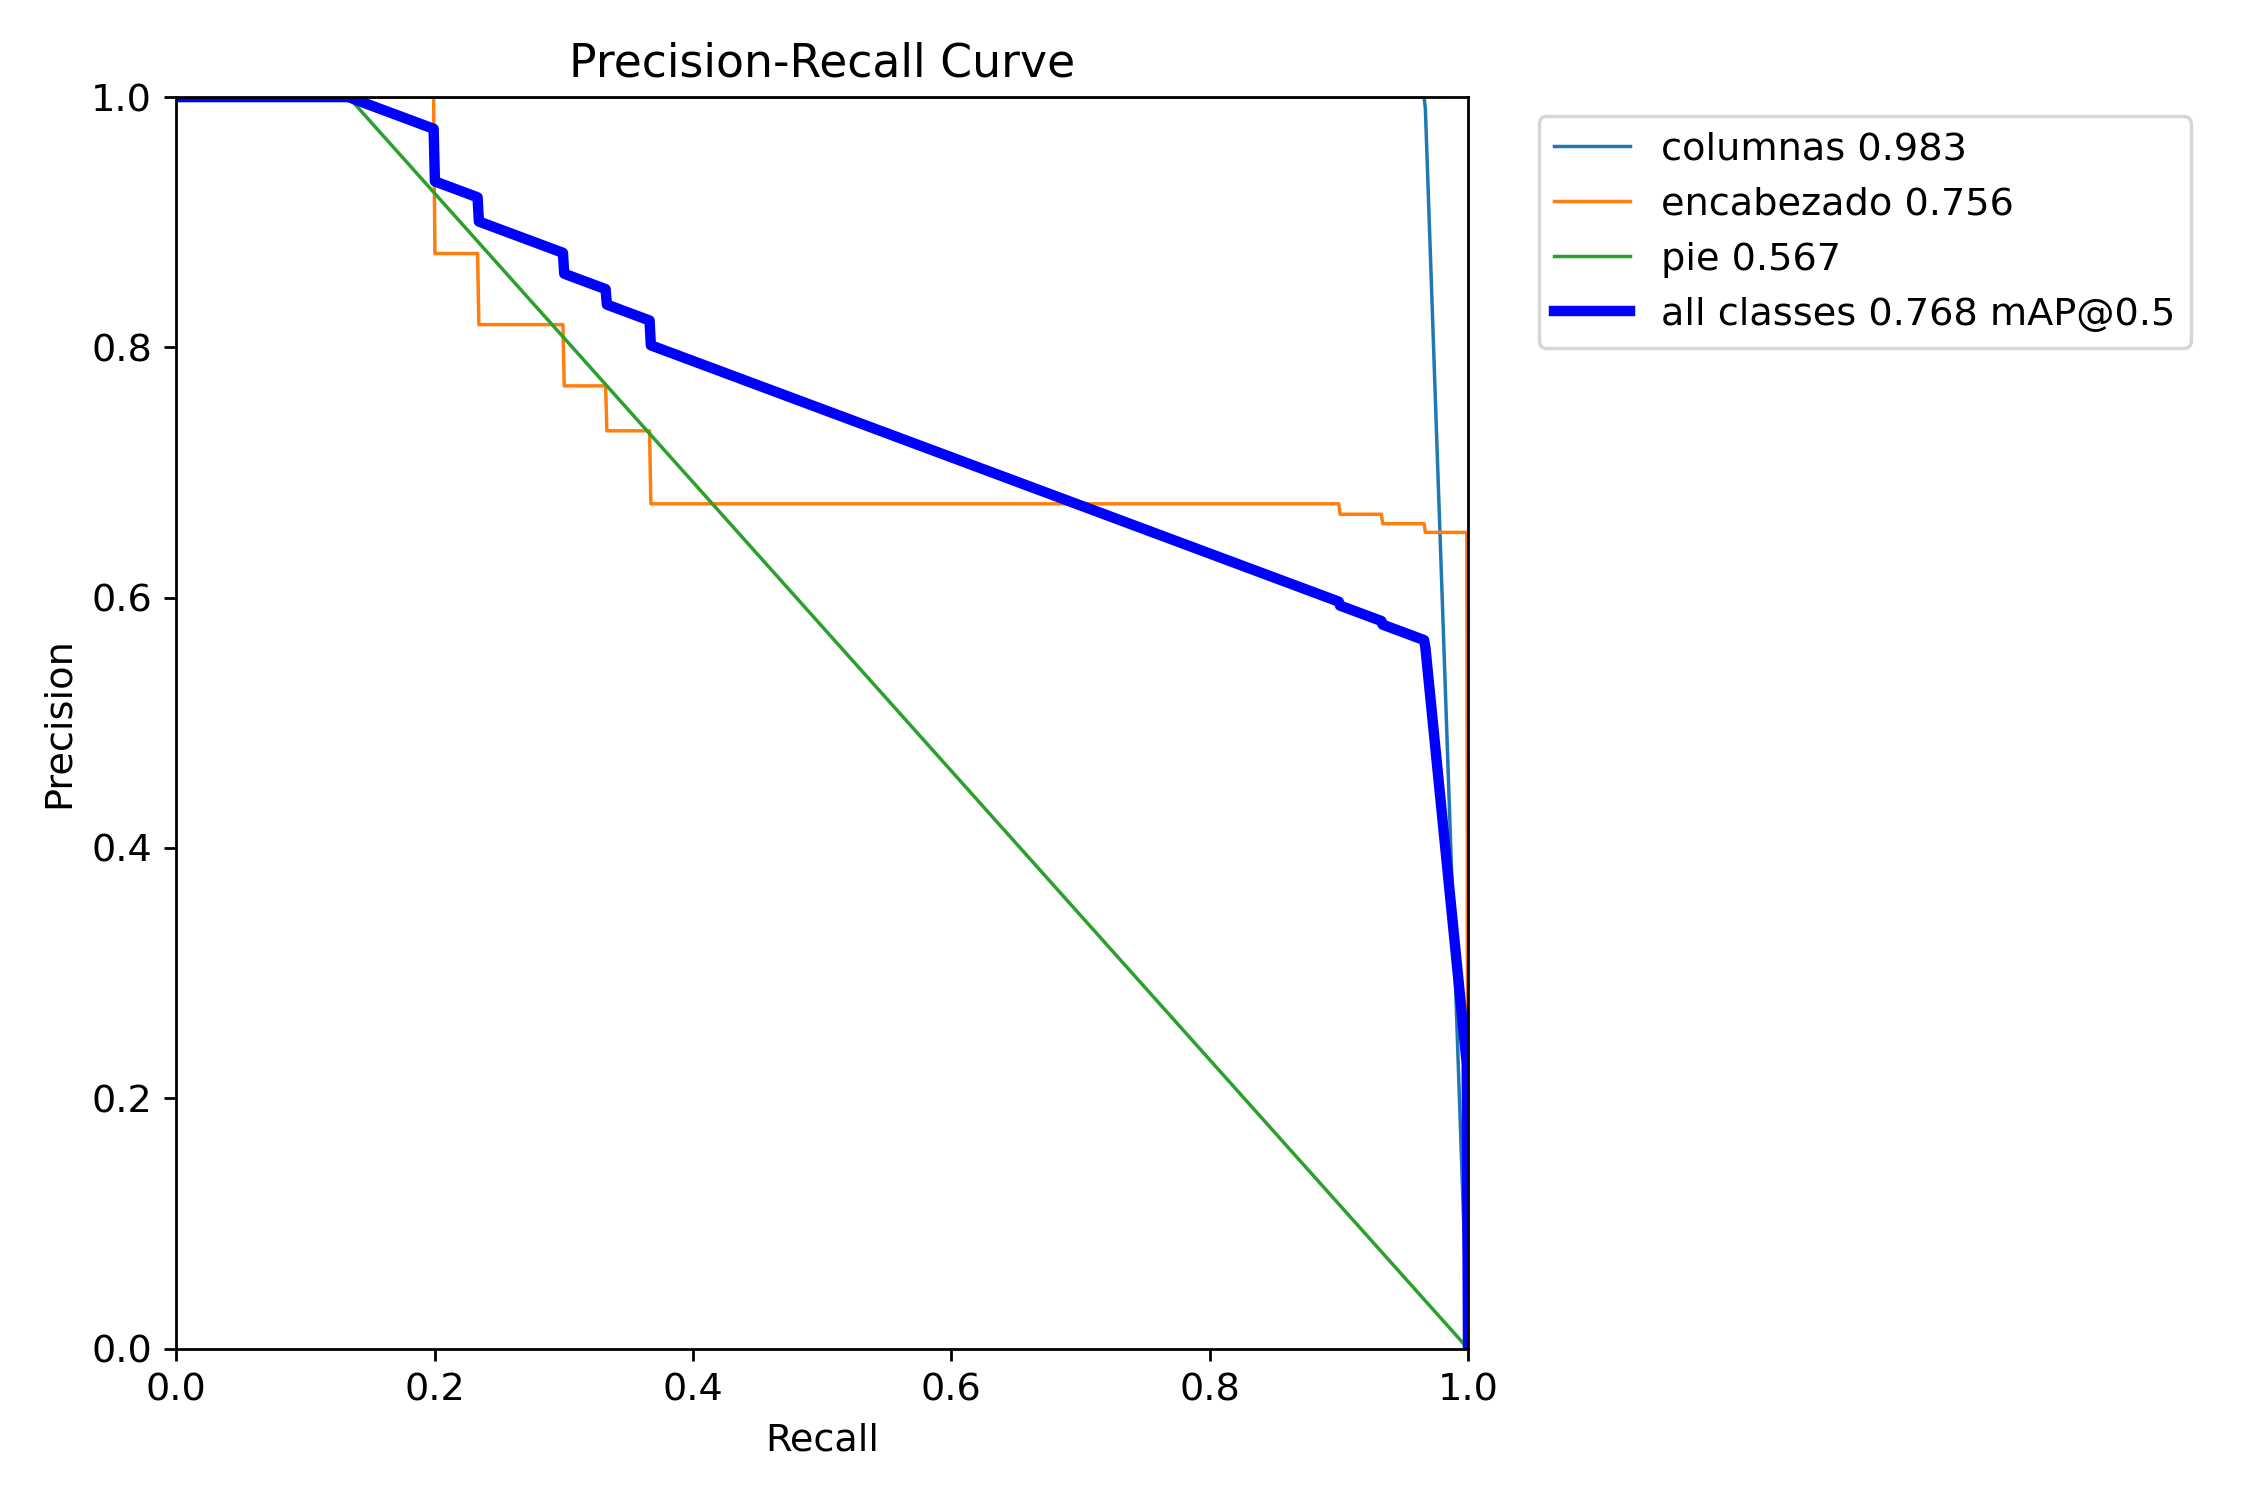 Precision-Recall Curve
1.0
0.8
0.6
0.4
0.2
0.0
Precision
0.0 0.2 0.4 0.6 0.8 1.0
Recall
columnas 0.983
encabezado 0.756
pie 0.567
all classes 0.768 mAP@0.5